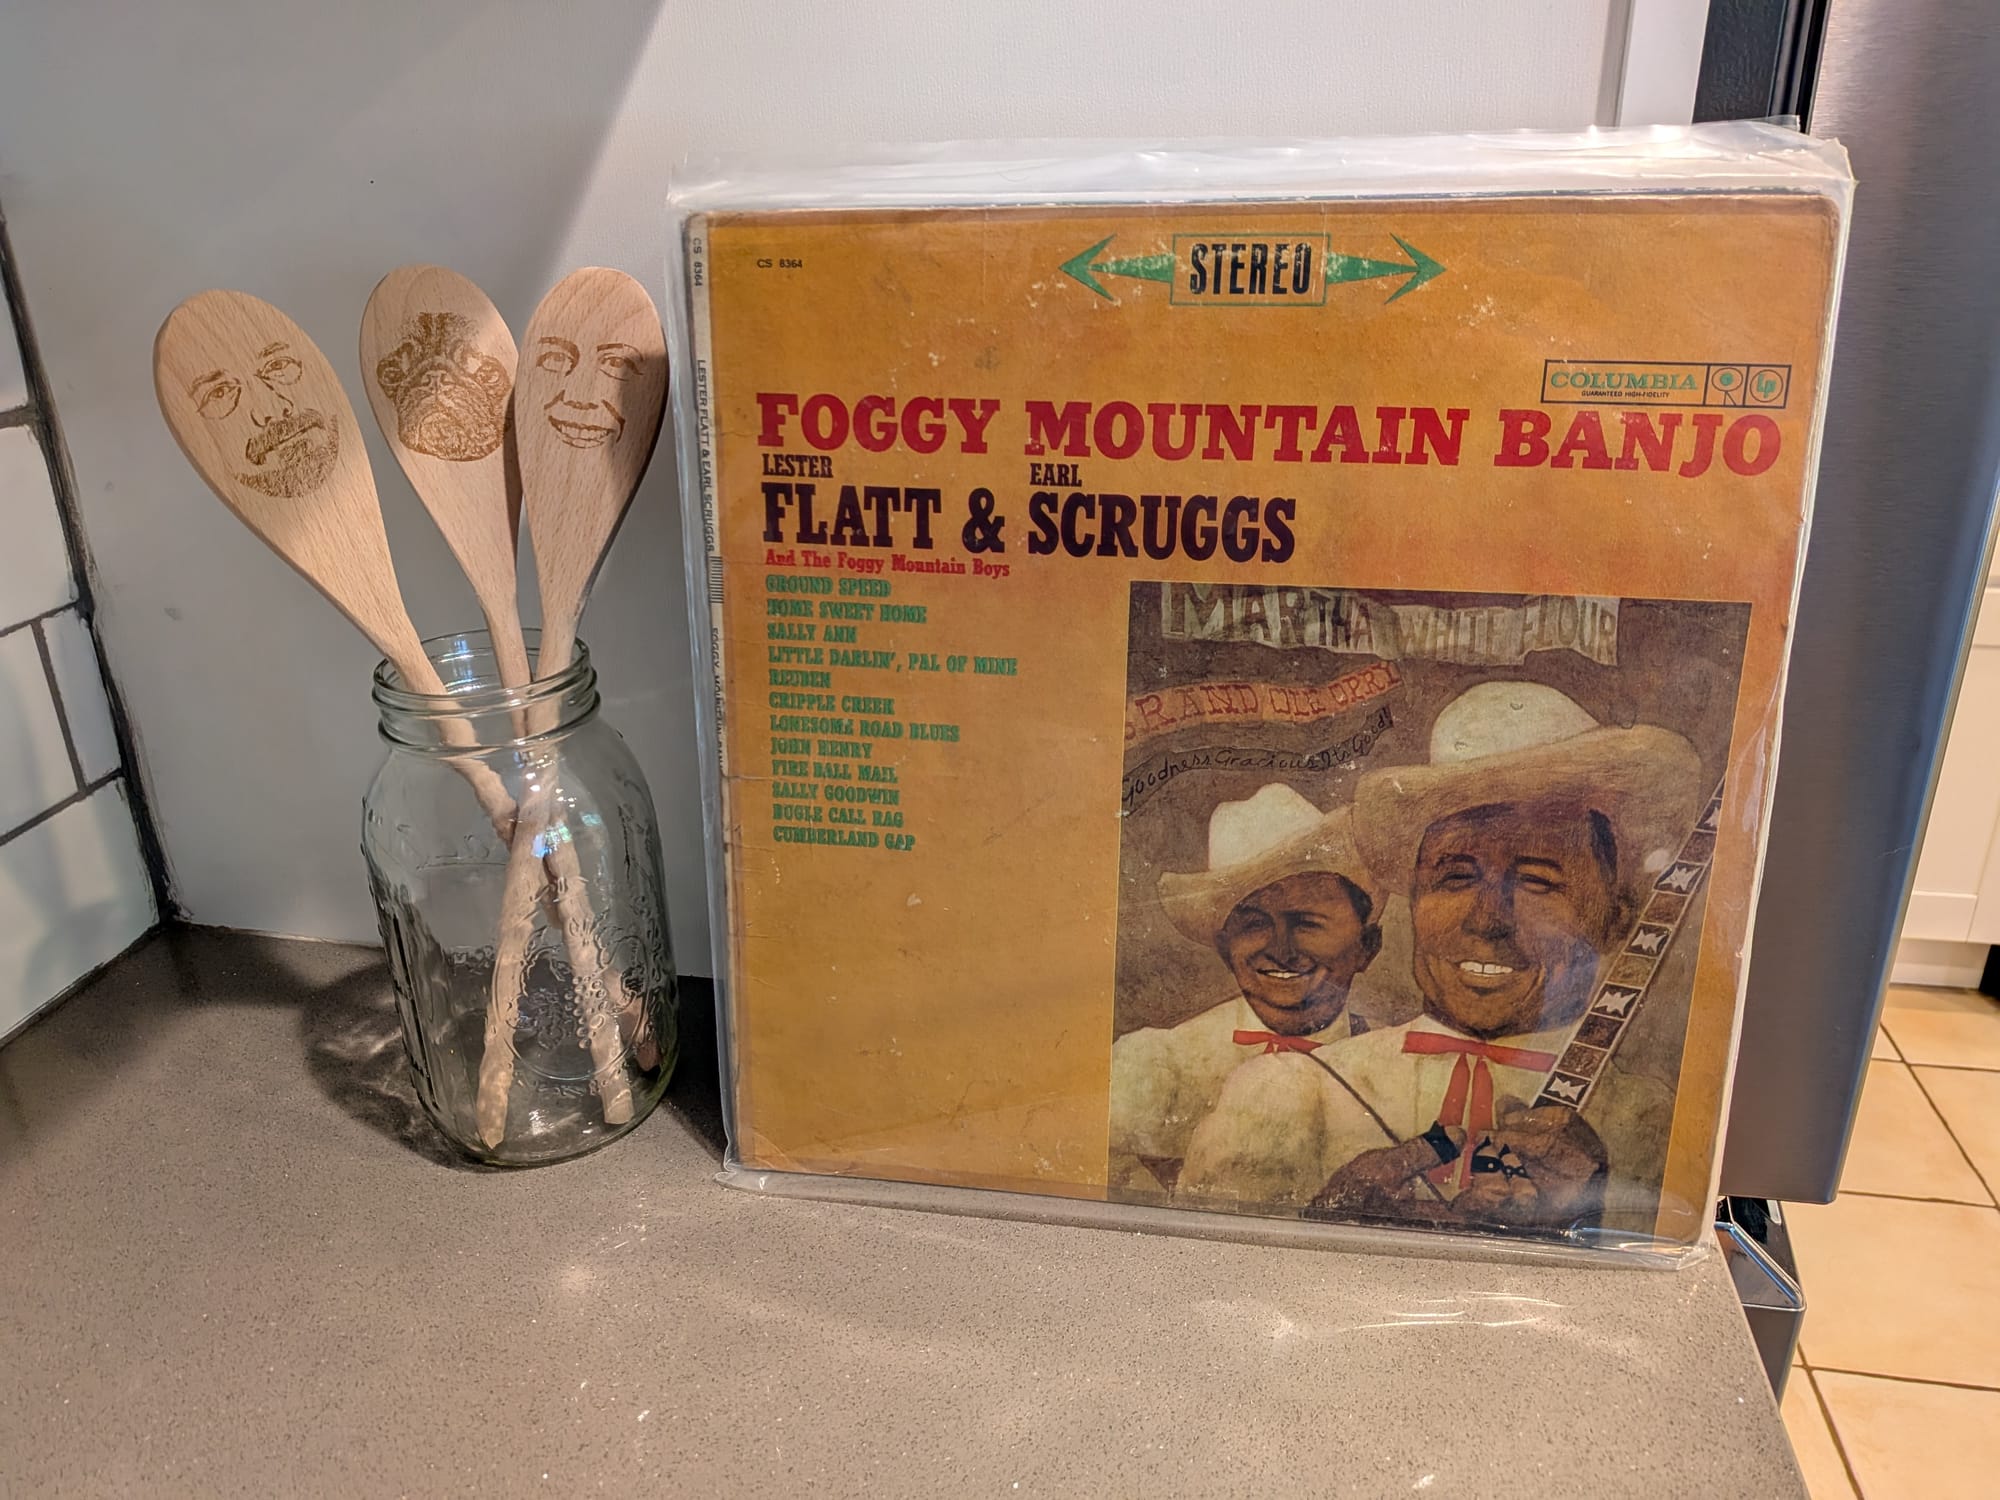 CS 8364
STEREO
CS 8364
COLUMBIA
GUARANTEED HIGH-FIDELITY
Lp
FOGGY MOUNTAIN BANJO
LESTER EARL
FLATT & SCRUGGS
And The Foggy Mountain Boys
GROUND SPEED
HOME SWEET HOME
SALLY ANN
LITTLE DARLIN', PAL OF MINE
REUBEN
CRIPPLE CREEK
LONESOME ROAD BLUES
JOHN HENRY
FIRE BALL MAIL
SALLY GOODWIN
BUGLE CALL RAG
CUMBERLAND GAP
LESTER FLATT & EARL SCRUGGS
FOGGY MOUNTAIN
MARTHA WHITE FLOUR
GRAND OLE OPRY
Goodness Gracious It's Good!